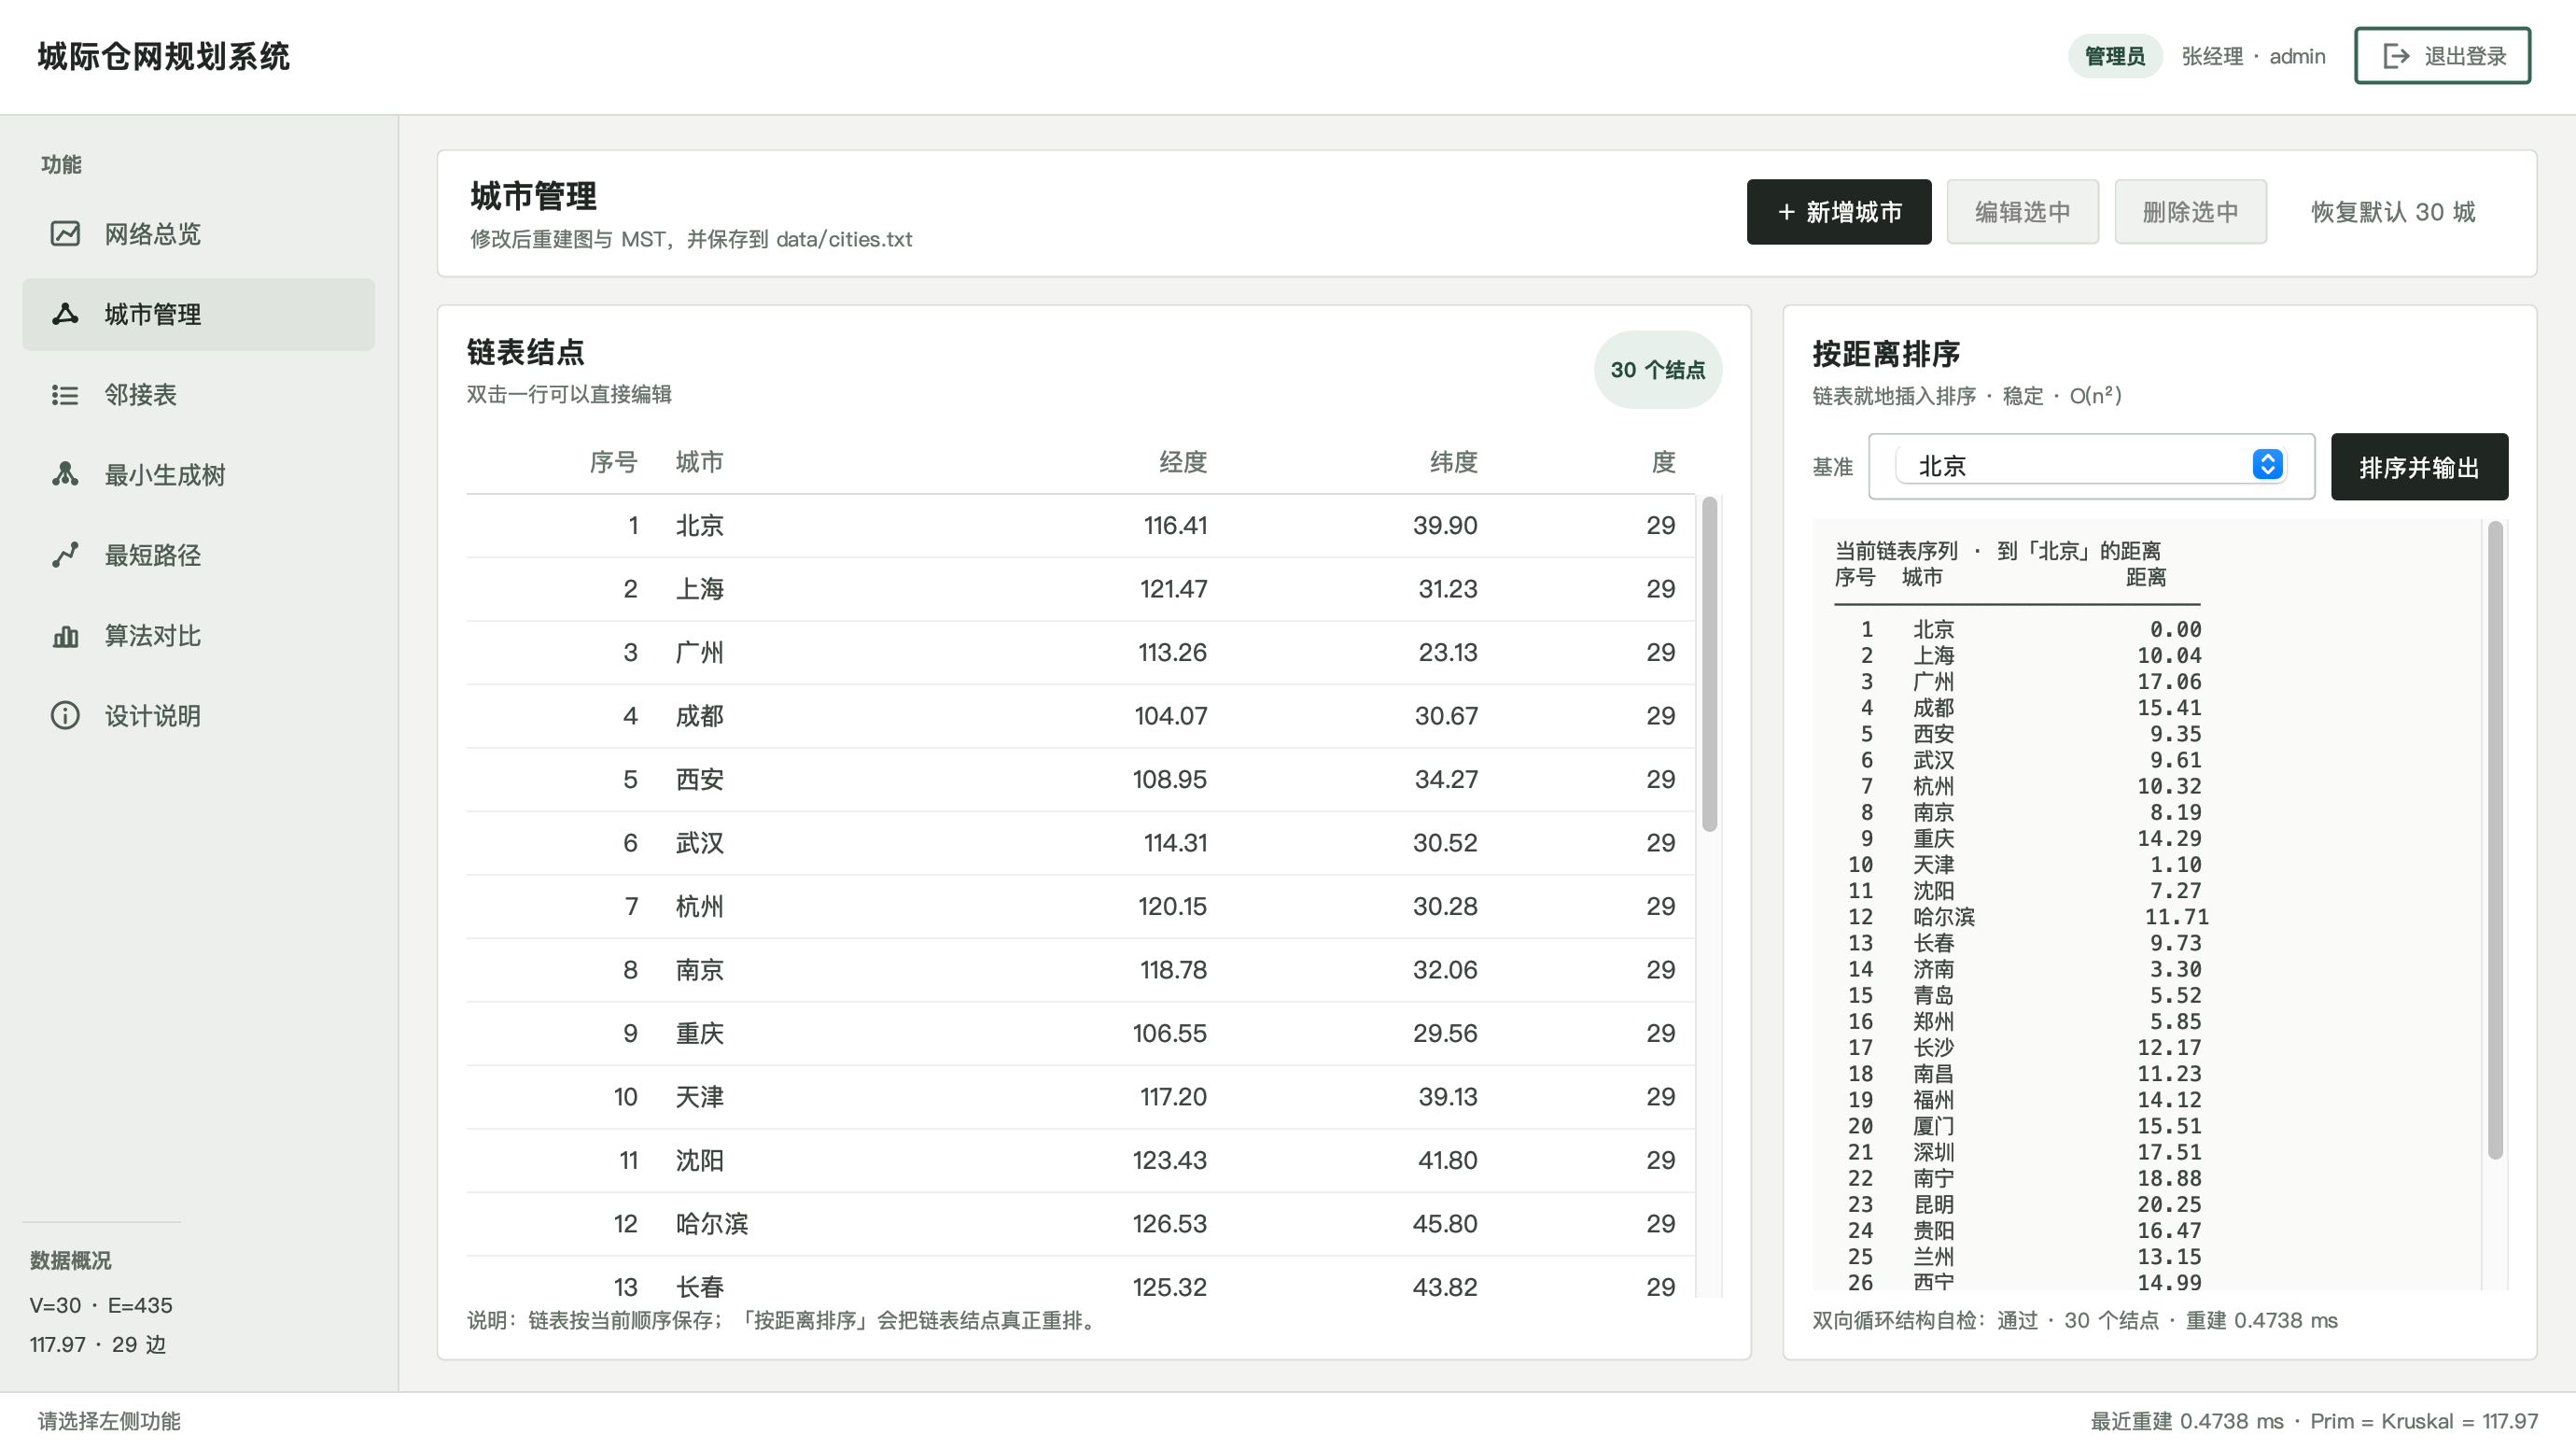 城际仓网规划系统
管理员 张经理 · admin 退出登录
功能
网络总览
城市管理
邻接表
最小生成树
最短路径
算法对比
设计说明
数据概况
V=30 · E=435
117.97 · 29 边
城市管理
修改后重建图与 MST，并保存到 data/cities.txt
+ 新增城市 编辑选中 删除选中 恢复默认 30 城
链表结点
双击一行可以直接编辑
30 个结点
序号 城市 经度 纬度 度
1 北京 116.41 39.90 29
2 上海 121.47 31.23 29
3 广州 113.26 23.13 29
4 成都 104.07 30.67 29
5 西安 108.95 34.27 29
6 武汉 114.31 30.52 29
7 杭州 120.15 30.28 29
8 南京 118.78 32.06 29
9 重庆 106.55 29.56 29
10 天津 117.20 39.13 29
11 沈阳 123.43 41.80 29
12 哈尔滨 126.53 45.80 29
13 长春 125.32 43.82 29
说明：链表按当前顺序保存；「按距离排序」会把链表结点真正重排。
按距离排序
链表就地插入排序 · 稳定 · O(n²)
基准 北京 排序并输出
当前链表序列 · 到「北京」的距离
序号 城市 距离
1 北京 0.00
2 上海 10.04
3 广州 17.06
4 成都 15.41
5 西安 9.35
6 武汉 9.61
7 杭州 10.32
8 南京 8.19
9 重庆 14.29
10 天津 1.10
11 沈阳 7.27
12 哈尔滨 11.71
13 长春 9.73
14 济南 3.30
15 青岛 5.52
16 郑州 5.85
17 长沙 12.17
18 南昌 11.23
19 福州 14.12
20 厦门 15.51
21 深圳 17.51
22 南宁 18.88
23 昆明 20.25
24 贵阳 16.47
25 兰州 13.15
26 西宁 14.99
双向循环结构自检：通过 · 30 个结点 · 重建 0.4738 ms
请选择左侧功能
最近重建 0.4738 ms · Prim = Kruskal = 117.97